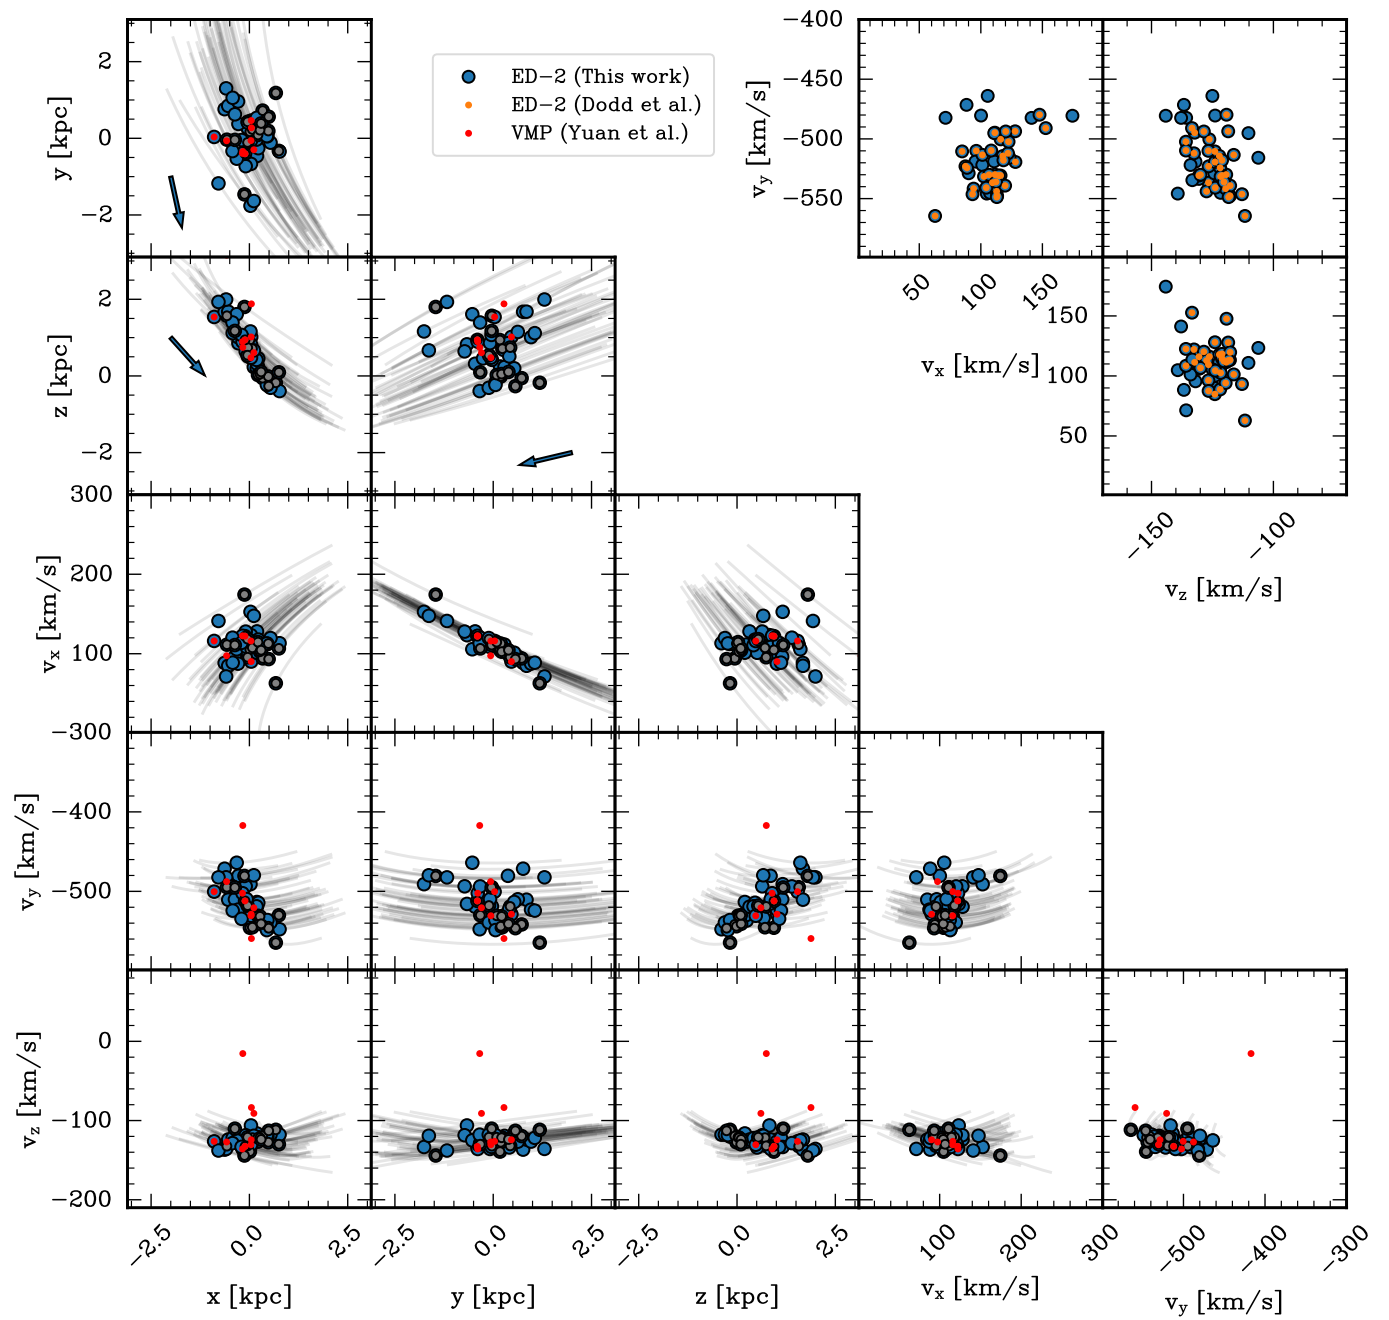 ED−2 (This work)
ED−2 (Dodd et al.)
VMP (Yuan et al.)
y [kpc]
2
0
−2
v_y [km/s]
−400
−450
−500
−550
50
100
150
z [kpc]
2
0
−2
v_x [km/s]
150
100
50
−150
−100
v_z [km/s]
v_x [km/s]
300
200
100
−300
v_y [km/s]
−400
−500
v_z [km/s]
0
−100
−200
−2.5
0.0
2.5
−2.5
0.0
2.5
−2.5
0.0
2.5
100
200
300
−500
−400
−300
x [kpc]
y [kpc]
z [kpc]
v_x [km/s]
v_y [km/s]